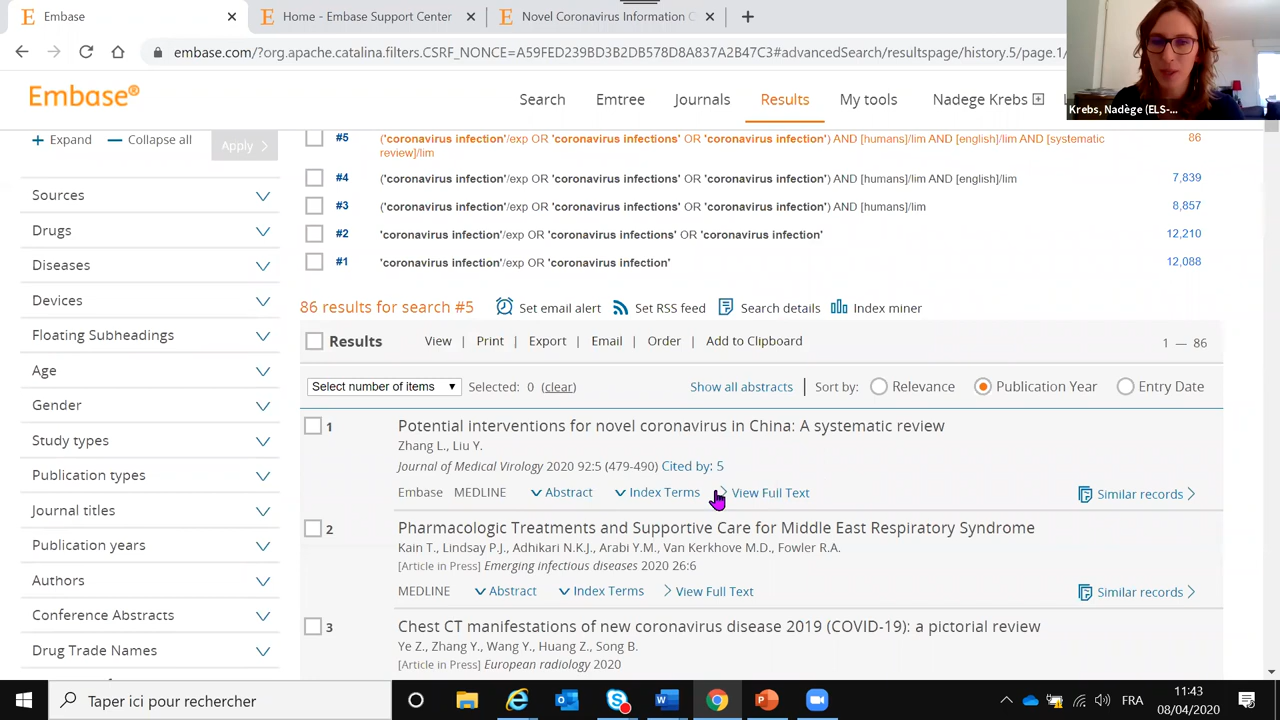 Embase
Home - Embase Support Center
Novel Coronavirus Information C
embase.com/?org.apache.catalina.filters.CSRF_NONCE=A59FED239BD3B2DB578D8A837A2B47C3#advancedSearch/resultspage/history.5/page.1/
Krebs, Nadège (ELS-...
Embase®
Search
Emtree
Journals
Results
My tools
Nadege Krebs
Expand
Collapse all
Apply
Sources
Drugs
Diseases
Devices
Floating Subheadings
Age
Gender
Study types
Publication types
Journal titles
Publication years
Authors
Conference Abstracts
Drug Trade Names
#5 ('coronavirus infection'/exp OR 'coronavirus infections' OR 'coronavirus infection') AND [humans]/lim AND [english]/lim AND [systematic 86
review]/lim
#4 ('coronavirus infection'/exp OR 'coronavirus infections' OR 'coronavirus infection') AND [humans]/lim AND [english]/lim 7,839
#3 ('coronavirus infection'/exp OR 'coronavirus infections' OR 'coronavirus infection') AND [humans]/lim 8,857
#2 'coronavirus infection'/exp OR 'coronavirus infections' OR 'coronavirus infection' 12,210
#1 'coronavirus infection'/exp OR 'coronavirus infection' 12,088
86 results for search #5 Set email alert Set RSS feed Search details Index miner
Results View | Print | Export | Email | Order | Add to Clipboard 1 — 86
Select number of items Selected: 0 (clear) Show all abstracts | Sort by: Relevance Publication Year Entry Date
1 Potential interventions for novel coronavirus in China: A systematic review
Zhang L., Liu Y.
Journal of Medical Virology 2020 92:5 (479-490) Cited by: 5
Embase MEDLINE Abstract Index Terms View Full Text Similar records
2 Pharmacologic Treatments and Supportive Care for Middle East Respiratory Syndrome
Kain T., Lindsay P.J., Adhikari N.K.J., Arabi Y.M., Van Kerkhove M.D., Fowler R.A.
[Article in Press] Emerging infectious diseases 2020 26:6
MEDLINE Abstract Index Terms View Full Text Similar records
3 Chest CT manifestations of new coronavirus disease 2019 (COVID-19): a pictorial review
Ye Z., Zhang Y., Wang Y., Huang Z., Song B.
[Article in Press] European radiology 2020
Taper ici pour rechercher
FRA
11:43
08/04/2020